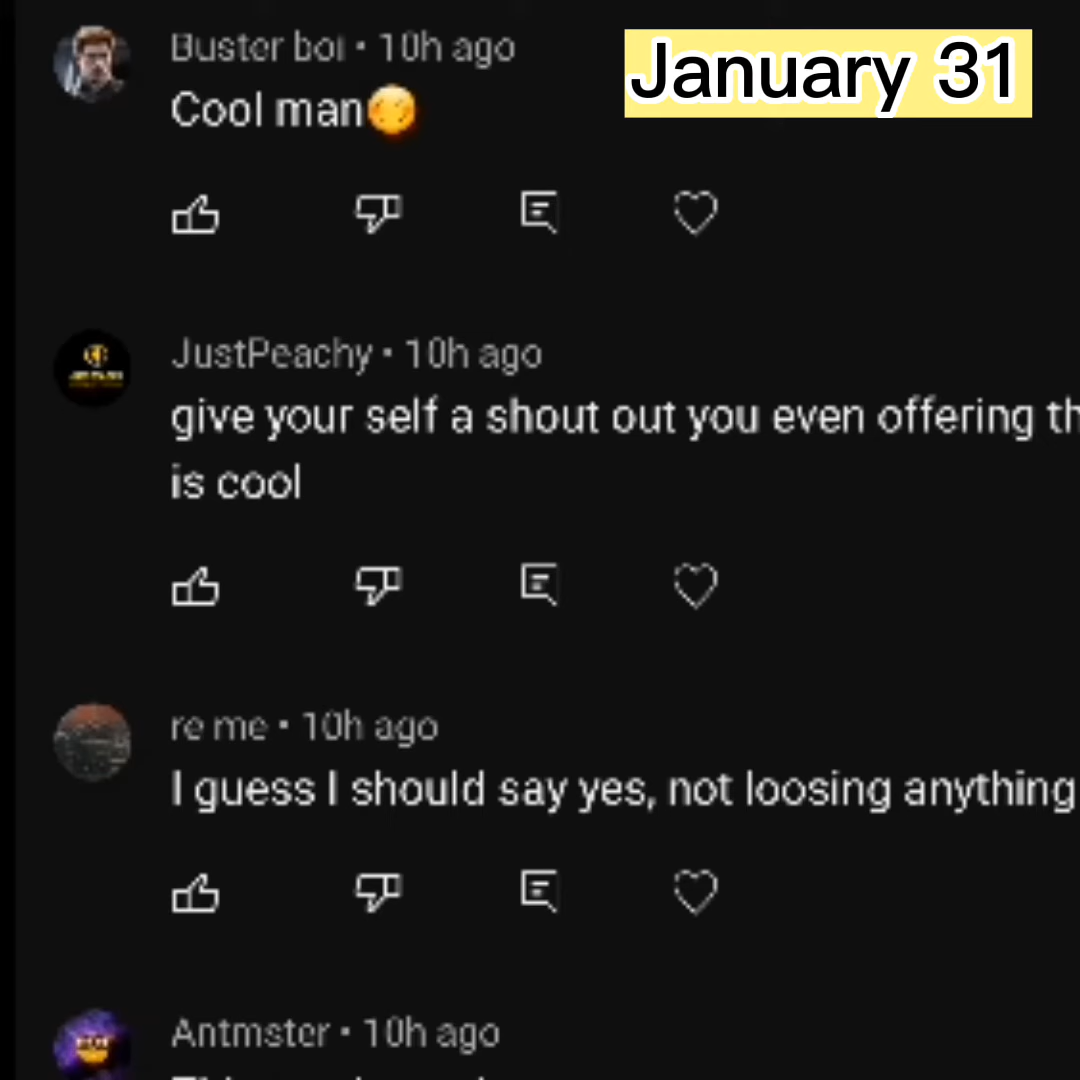 Buster boi • 10h ago
January 31
Cool man
JustPeachy • 10h ago
give your self a shout out you even offering th
is cool
re me • 10h ago
I guess I should say yes, not loosing anything
Antmster • 10h ago